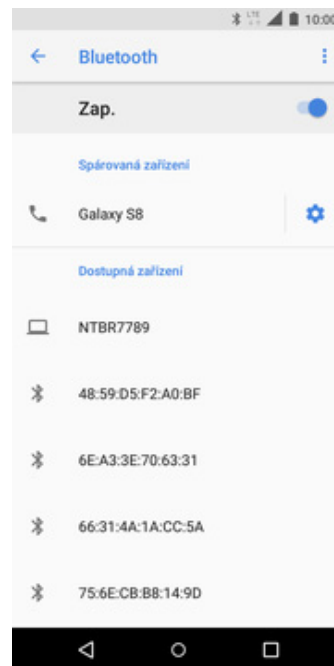 LTE 10:00
Bluetooth
Zap.
Spárovaná zařízení
Galaxy S8
Dostupná zařízení
NTBR7789
48:59:D5:F2:A0:BF
6E:A3:3E:70:63:31
66:31:4A:1A:CC:5A
75:6E:CB:B8:14:9D